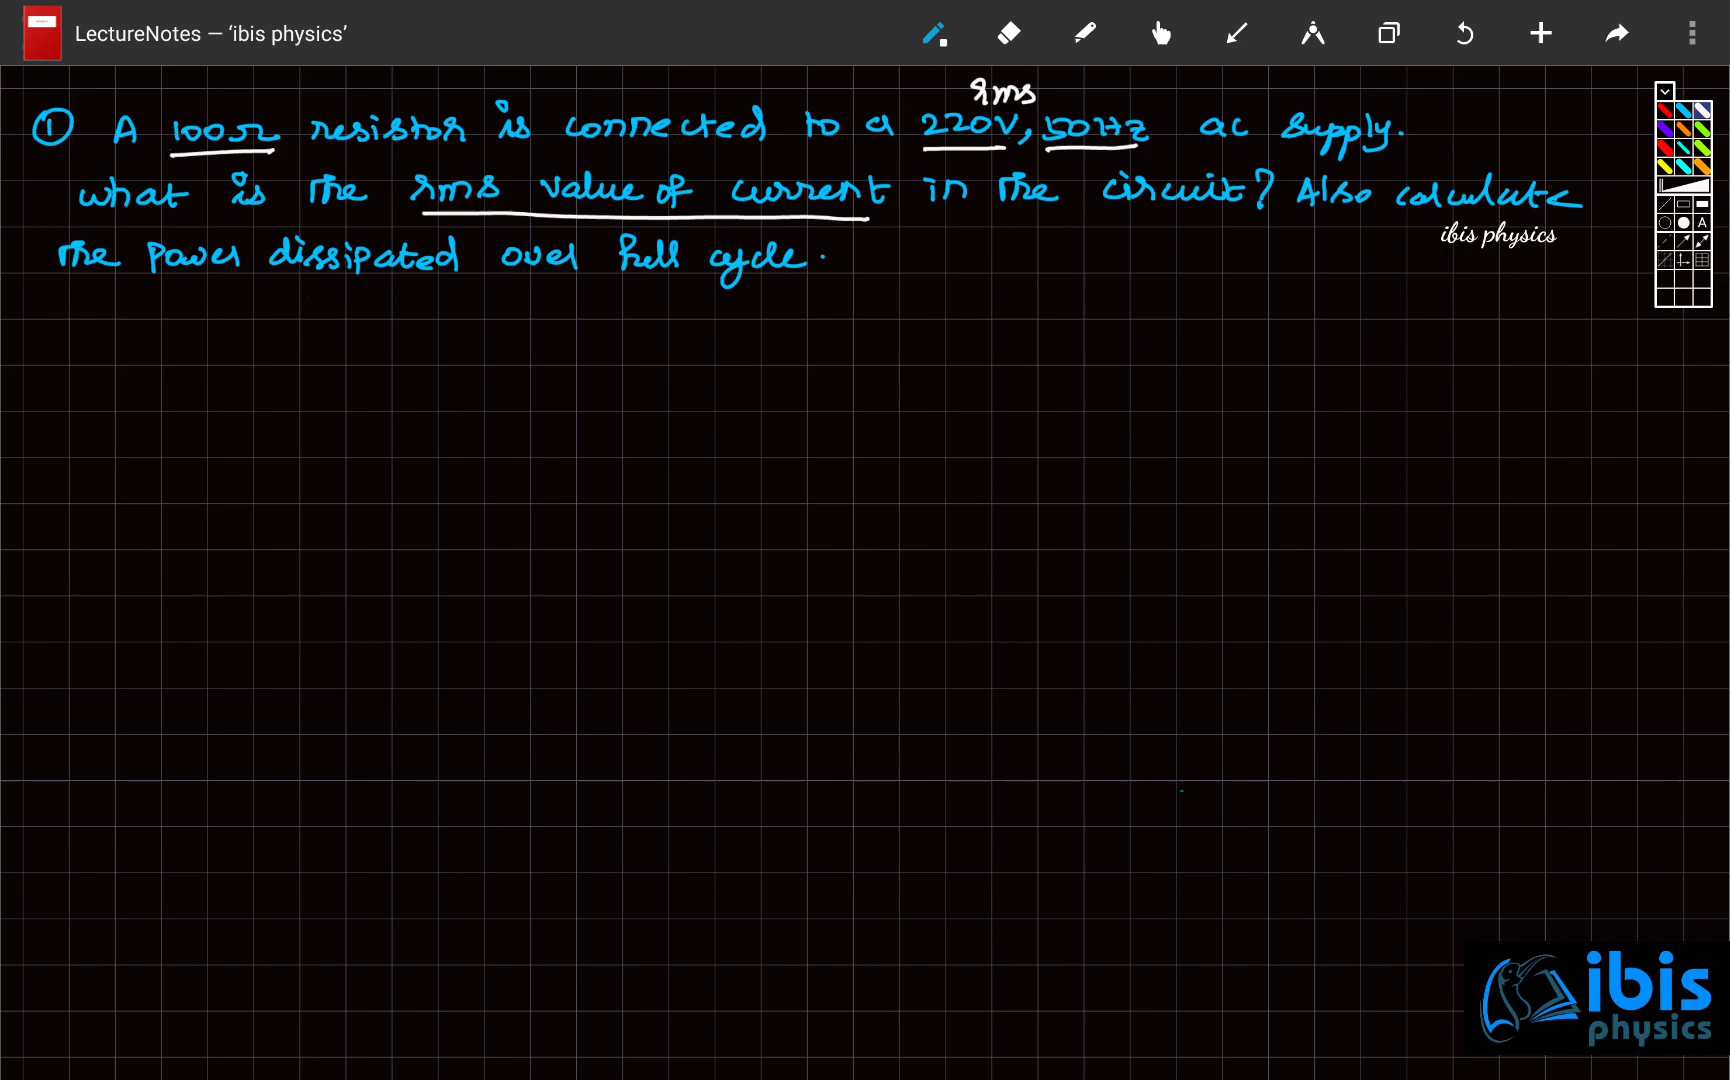 LectureNotes — ‘ibis physics’
rms
① A 100Ω resistor is connected to a 220V, 50Hz ac supply.
what is the rms value of current in the circuit? Also calculate
ibis physics
the power dissipated over full cycle.
A
ibis
physics